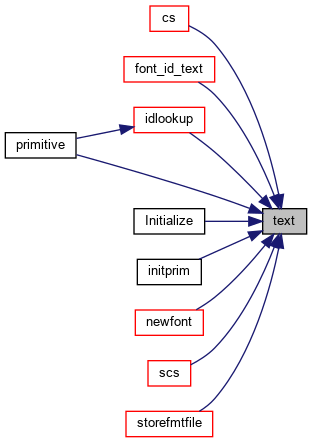 cs
font_id_text
idlookup
primitive
text
Initialize
initprim
newfont
scs
storefmtfile